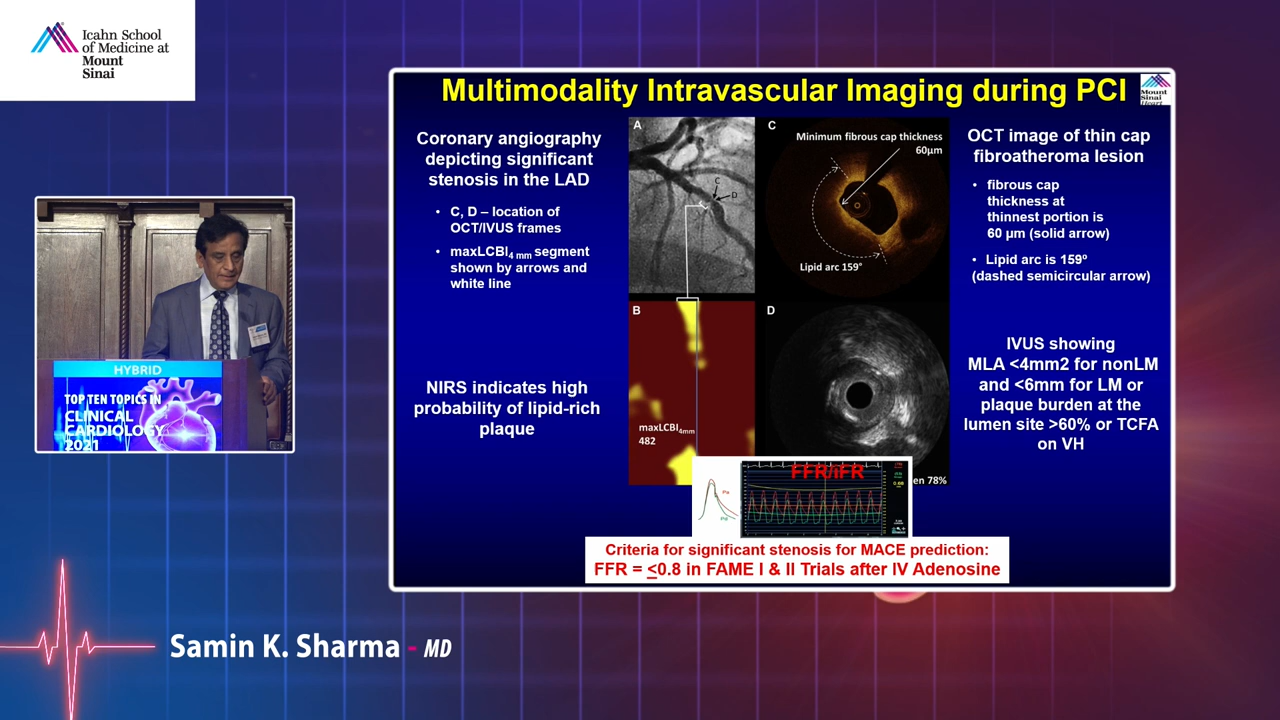 Icahn School
of Medicine at
Mount
Sinai
Multimodality Intravascular Imaging during PCI
Mount
Sinai
Heart
Coronary angiography
depicting significant
stenosis in the LAD
• C, D – location of
OCT/IVUS frames
• maxLCBI4 mm segment
shown by arrows and
white line
NIRS indicates high
probability of lipid-rich
plaque
A
C
D
C
Minimum fibrous cap thickness
60µm
Lipid arc 159°
B
maxLCBI4mm
482
D
en 78%
OCT image of thin cap
fibroatheroma lesion
• fibrous cap
thickness at
thinnest portion is
60 µm (solid arrow)
• Lipid arc is 159º
(dashed semicircular arrow)
IVUS showing
MLA <4mm2 for nonLM
and <6mm for LM or
plaque burden at the
lumen site >60% or TCFA
on VH
FFR/iFR
Criteria for significant stenosis for MACE prediction:
FFR = <0.8 in FAME I & II Trials after IV Adenosine
HYBRID
TOP TEN TOPICS IN
CLINICAL
CARDIOLOGY
2021
Samin K. Sharma - MD